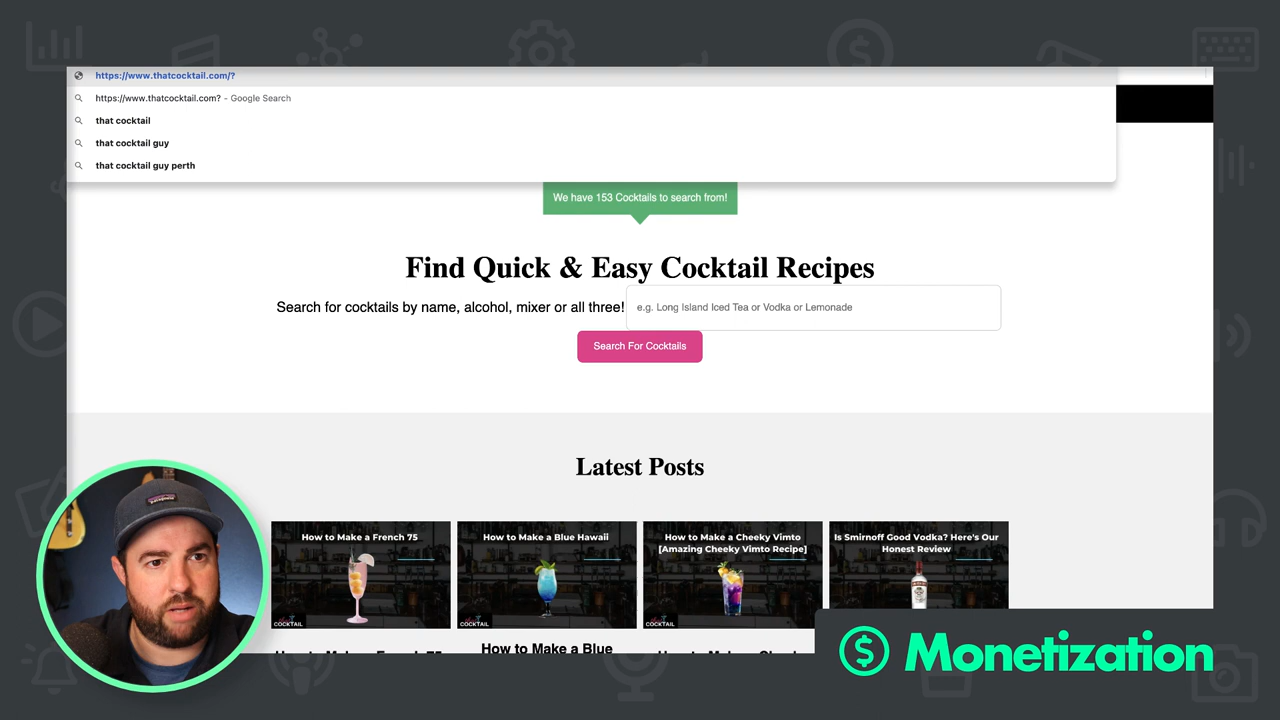 https://www.thatcocktail.com/?
https://www.thatcocktail.com? - Google Search
that cocktail
that cocktail guy
that cocktail guy perth
We have 153 Cocktails to search from!
Find Quick & Easy Cocktail Recipes
Search for cocktails by name, alcohol, mixer or all three!
e.g. Long Island Iced Tea or Vodka or Lemonade
Search For Cocktails
Latest Posts
How to Make a French 75
COCKTAIL
How to Make a Blue Hawaii
COCKTAIL
How to Make a Cheeky Vimto
[Amazing Cheeky Vimto Recipe]
COCKTAIL
Is Smirnoff Good Vodka? Here's Our
Honest Review
How to Make a Blue
Monetization